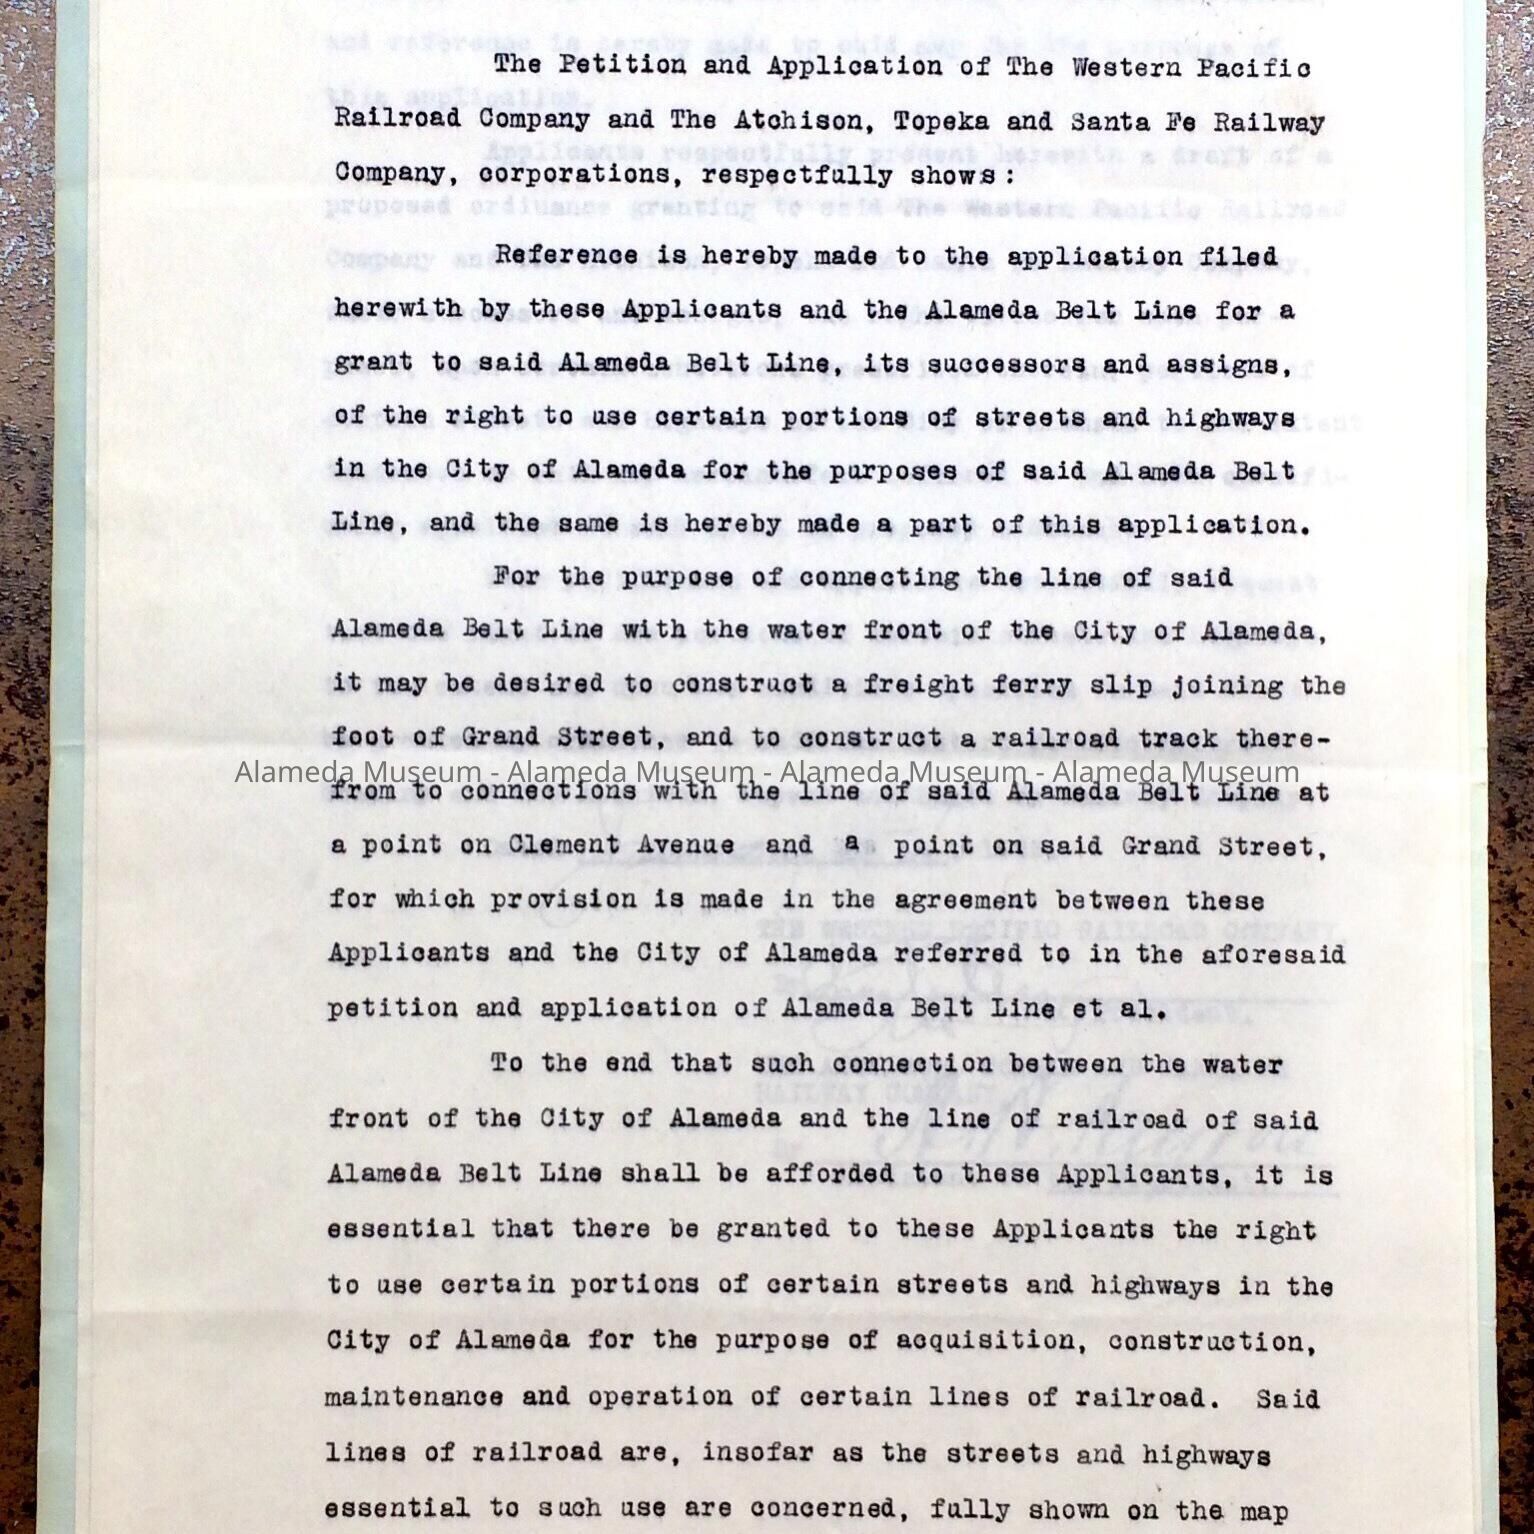 The Petition and Application of The Western Pacific
Railroad Company and The Atchison, Topeka and Santa Fe Railway
Company, corporations, respectfully shows:
Reference is hereby made to the application filed
herewith by these Applicants and the Alameda Belt Line for a
grant to said Alameda Belt Line, its successors and assigns,
of the right to use certain portions of streets and highways
in the City of Alameda for the purposes of said Alameda Belt
Line, and the same is hereby made a part of this application.
For the purpose of connecting the line of said
Alameda Belt Line with the water front of the City of Alameda,
it may be desired to construct a freight ferry slip joining the
foot of Grand Street, and to construct a railroad track there-
Alameda Museum - Alameda Museum - Alameda Museum - Alameda Museum
from to connections with the line of said Alameda Belt Line at
a point on Clement Avenue and a point on said Grand Street,
for which provision is made in the agreement between these
Applicants and the City of Alameda referred to in the aforesaid
petition and application of Alameda Belt Line et al.
To the end that such connection between the water
front of the City of Alameda and the line of railroad of said
Alameda Belt Line shall be afforded to these Applicants, it is
essential that there be granted to these Applicants the right
to use certain portions of certain streets and highways in the
City of Alameda for the purpose of acquisition, construction,
maintenance and operation of certain lines of railroad. Said
lines of railroad are, insofar as the streets and highways
essential to such use are concerned, fully shown on the map